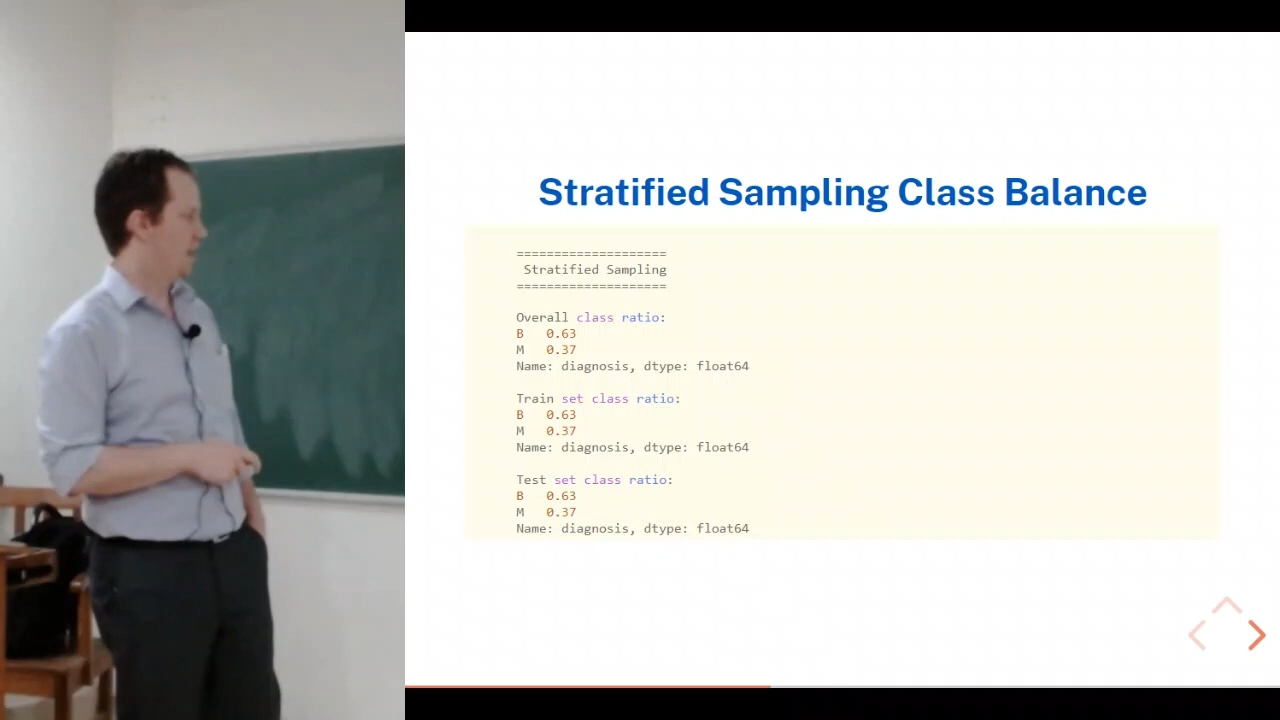 Stratified Sampling Class Balance
====================
Stratified Sampling
====================
Overall class ratio:
B 0.63
M 0.37
Name: diagnosis, dtype: float64
Train set class ratio:
B 0.63
M 0.37
Name: diagnosis, dtype: float64
Test set class ratio:
B 0.63
M 0.37
Name: diagnosis, dtype: float64